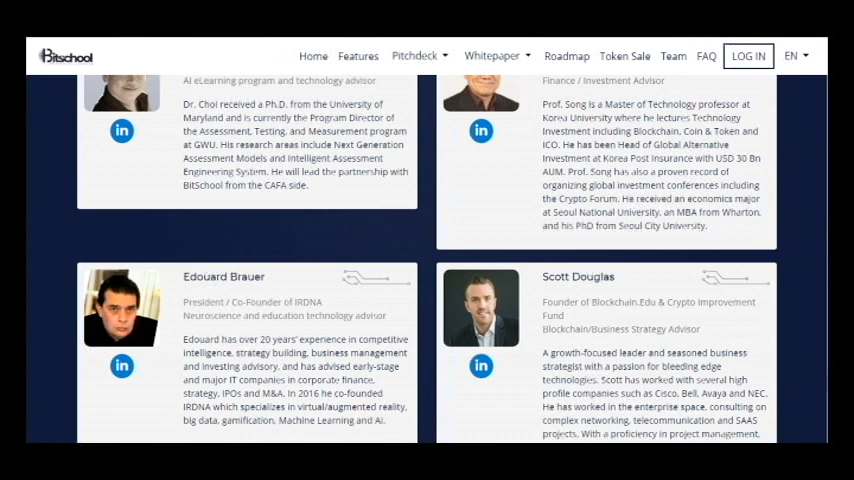 Bitschool
Home Features Pitchdeck Whitepaper Roadmap Token Sale Team FAQ LOG IN EN
AI eLearning program and technology advisor
Dr. Choi received a Ph.D. from the University of
Maryland and is currently the Program Director of
the Assessment, Testing, and Measurement program
at GWU. His research areas include Next Generation
Assessment Models and Intelligent Assessment
Engineering System. He will lead the partnership with
BitSchool from the CAFA side.
in
Finance / Investment Advisor
Prof. Song is a Master of Technology professor at
Korea University where he lectures Technology
Investment including Blockchain, Coin & Token and
ICO. He has been Head of Global Alternative
Investment at Korea Post Insurance with USD 30 Bn
AUM. Prof. Song has also a proven record of
organizing global investment conferences including
the Crypto Forum. He received an economics major
at Seoul National University, an MBA from Wharton,
and his PhD from Seoul City University.
in
Edouard Brauer
President / Co-Founder of IRDNA
Neuroscience and education technology advisor
Edouard has over 20 years' experience in competitive
intelligence, strategy building, business management
and investing advisory, and has advised early-stage
and major IT companies in corporate finance,
strategy, IPOs and M&A. In 2016 he co-founded
IRDNA which specializes in virtual/augmented reality,
big data, gamification, Machine Learning and AI.
in
Scott Douglas
Founder of Blockchain.Edu & Crypto Improvement
Fund
Blockchain/Business Strategy Advisor
A growth-focused leader and seasoned business
strategist with a passion for bleeding edge
technologies. Scott has worked with several high
profile companies such as Cisco, Bell, Avaya and NEC.
He has worked in the enterprise space, consulting on
complex networking, telecommunication and SAAS
projects. With a proficiency in project management,
in